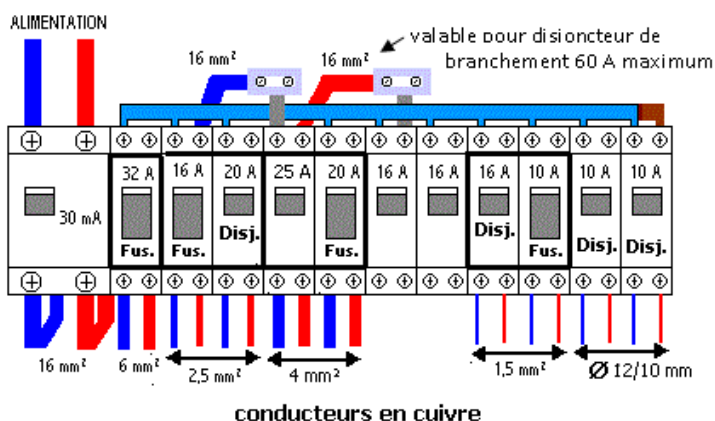 ALIMENTATION
16 mm²
16 mm²
valable pour disioncteur de
branchement 60 A maximum
32 A
16 A
20 A
25 A
20 A
16 A
16 A
16 A
10 A
10 A
10 A
30 mA
Fus.
Fus.
Disj.
Fus.
Disj.
Fus.
Disj.
Disj.
16 mm²
6 mm²
2,5 mm²
4 mm²
1,5 mm²
Ø 12/10 mm
conducteurs en cuivre